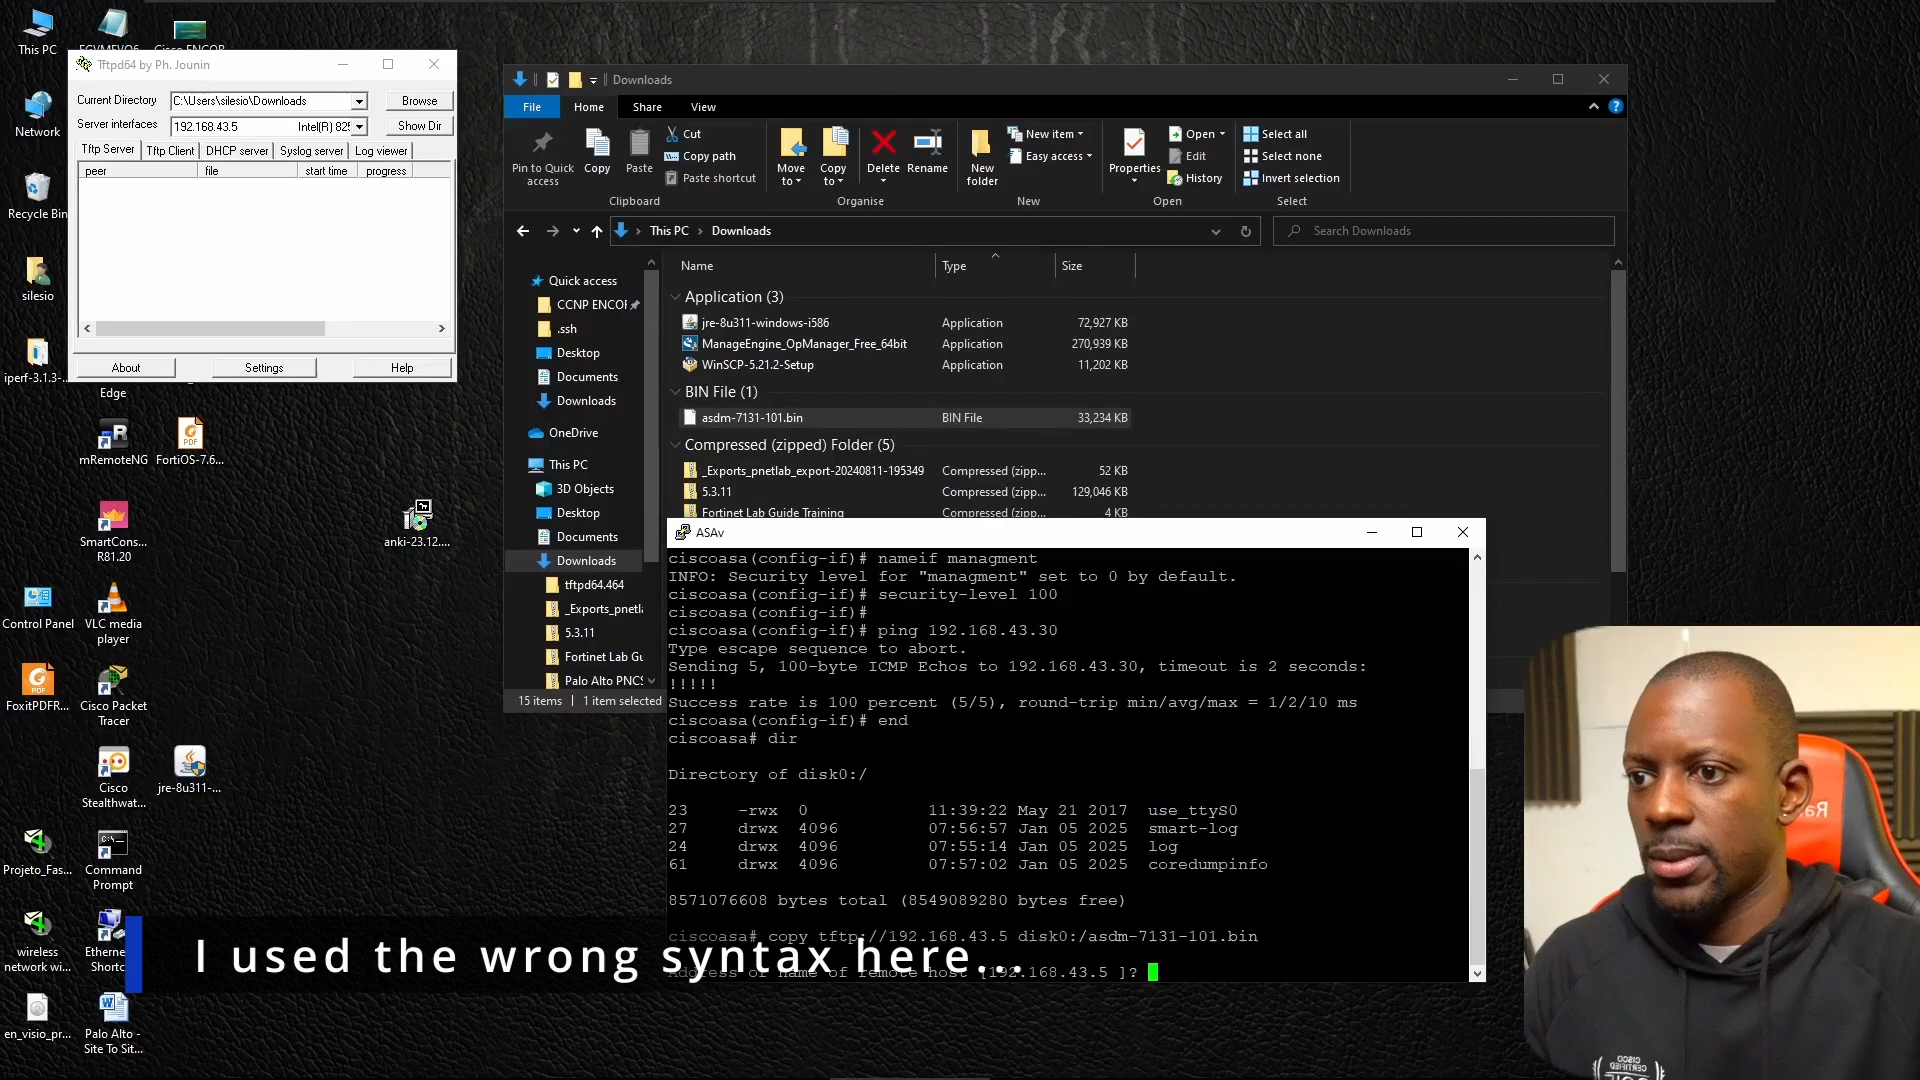 This PC
Network
Recycle Bin
silesio
iperf-3.1.3-...
Edge
mRemoteNG
FortiOS-7.6...
SmartCons...
R81.20
anki-23.12....
Control Panel
VLC media
player
FoxitPDFR...
Cisco Packet
Tracer
Cisco
Stealthwat...
jre-8u311-...
Projeto_Fas...
Command
Prompt
wireless
network wi...
Etherne
Shortc
en_visio_pr...
Palo Alto -
Site To Sit...
Tftpd64 by Ph. Jounin
Current Directory C:\Users\silesio\Downloads Browse
Server interfaces 192.168.43.5 Intel(R) 825 Show Dir
Tftp Server Tftp Client DHCP server Syslog server Log viewer
peer file start time progress
About Settings Help
Downloads
File Home Share View
Pin to Quick
access
Copy
Paste
Cut
Copy path
Paste shortcut
Move
to
Copy
to
Delete
Rename
New
folder
New item
Easy access
Properties
Open
Edit
History
Select all
Select none
Invert selection
Clipboard Organise New Open Select
This PC > Downloads
Search Downloads
Quick access
CCNP ENCOF
.ssh
Desktop
Documents
Downloads
OneDrive
This PC
3D Objects
Desktop
Documents
Downloads
tftpd64.464
_Exports_pnetla
5.3.11
Fortinet Lab Gu
Palo Alto PNCS
Name Type Size
Application (3)
jre-8u311-windows-i586 Application 72,927 KB
ManageEngine_OpManager_Free_64bit Application 270,939 KB
WinSCP-5.21.2-Setup Application 11,202 KB
BIN File (1)
asdm-7131-101.bin BIN File 33,234 KB
Compressed (zipped) Folder (5)
_Exports_pnetlab_export-20240811-195349 Compressed (zipp... 52 KB
5.3.11 Compressed (zipp... 129,046 KB
Fortinet Lab Guide Training Compressed (zipp... 4 KB
15 items 1 item selected
ASAv
ciscoasa(config-if)# nameif managment
INFO: Security level for "managment" set to 0 by default.
ciscoasa(config-if)# security-level 100
ciscoasa(config-if)#
ciscoasa(config-if)# ping 192.168.43.30
Type escape sequence to abort.
Sending 5, 100-byte ICMP Echos to 192.168.43.30, timeout is 2 seconds:
!!!!!
Success rate is 100 percent (5/5), round-trip min/avg/max = 1/2/10 ms
ciscoasa(config-if)# end
ciscoasa# dir
Directory of disk0:/
23 -rwx 0 11:39:22 May 21 2017 use_ttyS0
27 drwx 4096 07:56:57 Jan 05 2025 smart-log
24 drwx 4096 07:55:14 Jan 05 2025 log
61 drwx 4096 07:57:02 Jan 05 2025 coredumpinfo
8571076608 bytes total (8549089280 bytes free)
ciscoasa# copy tftp://192.168.43.5 disk0:/asdm-7131-101.bin
Address or name of remote host [192.168.43.5 ]?
I used the wrong syntax here...